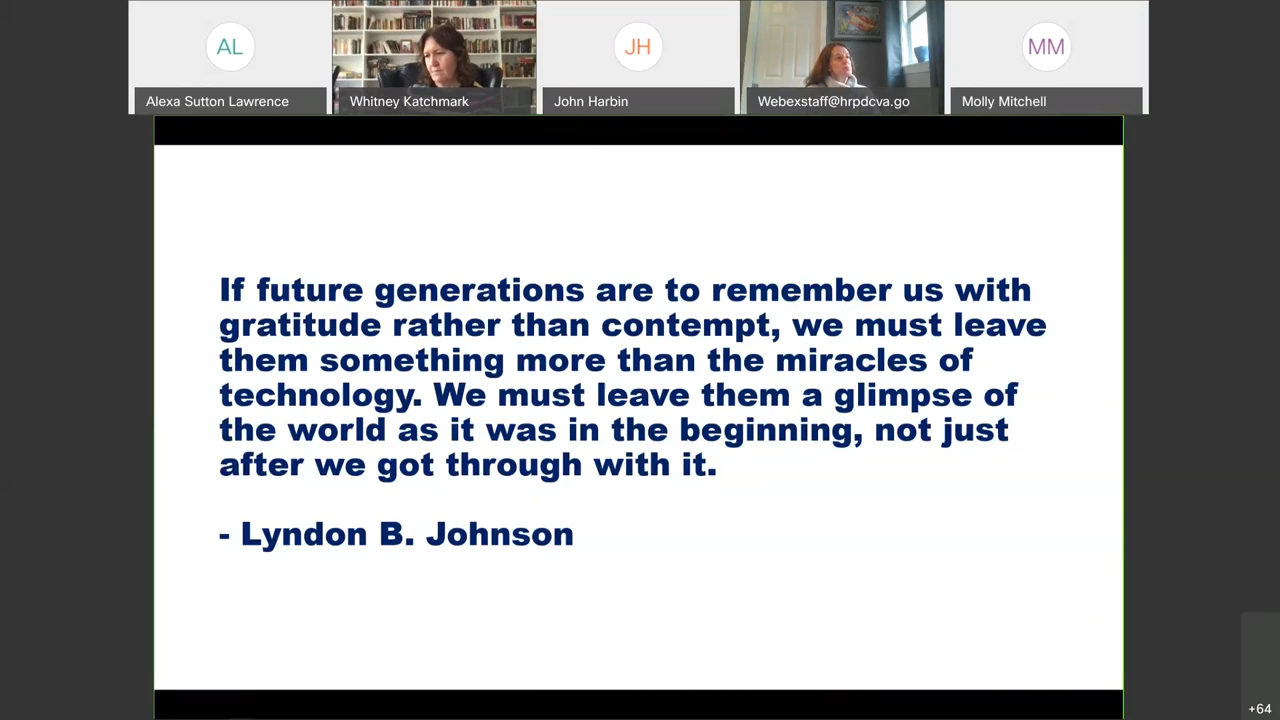 AL
JH
MM
Alexa Sutton Lawrence
Whitney Katchmark
John Harbin
Webexstaff@hrpdcva.go
Molly Mitchell
If future generations are to remember us with
gratitude rather than contempt, we must leave
them something more than the miracles of
technology. We must leave them a glimpse of
the world as it was in the beginning, not just
after we got through with it.
- Lyndon B. Johnson
+64